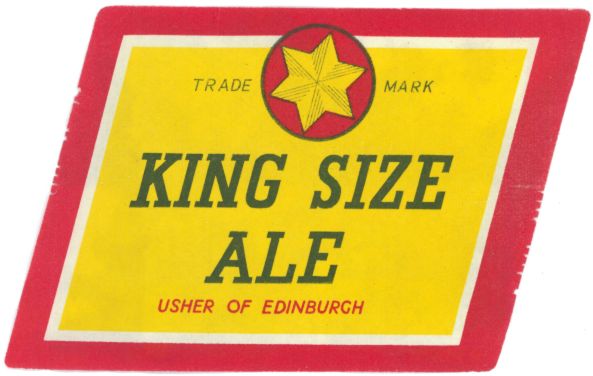 TRADE MARK
KING SIZE
ALE
USHER OF EDINBURGH